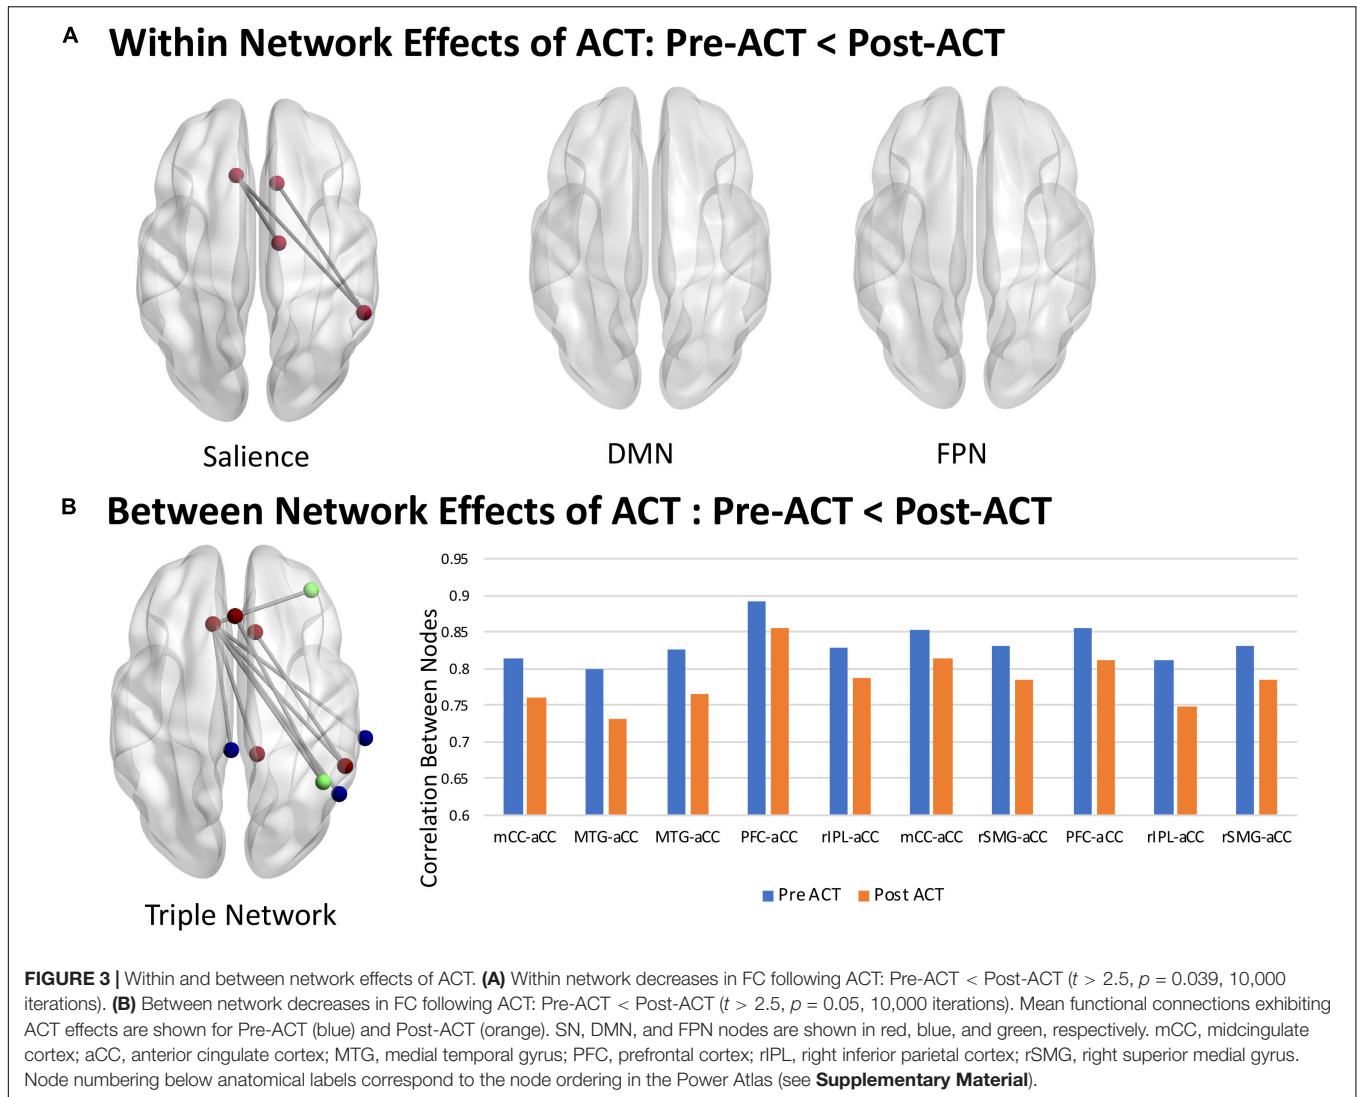 A Within Network Effects of ACT: Pre-ACT < Post-ACT
Salience
DMN
FPN
B Between Network Effects of ACT : Pre-ACT < Post-ACT
Triple Network
Correlation Between Nodes
0.95
0.9
0.85
0.8
0.75
0.7
0.65
0.6
mCC-aCC MTG-aCC MTG-aCC PFC-aCC rIPL-aCC mCC-aCC rSMG-aCC PFC-aCC rIPL-aCC rSMG-aCC
Pre ACT Post ACT
FIGURE 3 | Within and between network effects of ACT. (A) Within network decreases in FC following ACT: Pre-ACT < Post-ACT (t > 2.5, p = 0.039, 10,000
iterations). (B) Between network decreases in FC following ACT: Pre-ACT < Post-ACT (t > 2.5, p = 0.05, 10,000 iterations). Mean functional connections exhibiting
ACT effects are shown for Pre-ACT (blue) and Post-ACT (orange). SN, DMN, and FPN nodes are shown in red, blue, and green, respectively. mCC, midcingulate
cortex; aCC, anterior cingulate cortex; MTG, medial temporal gyrus; PFC, prefrontal cortex; rIPL, right inferior parietal cortex; rSMG, right superior medial gyrus.
Node numbering below anatomical labels correspond to the node ordering in the Power Atlas (see Supplementary Material).